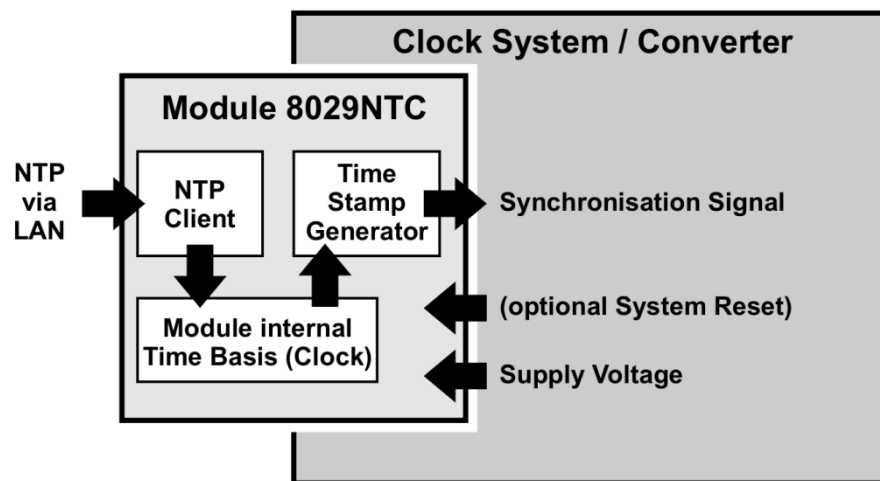 Clock System / Converter
Module 8029NTC
NTP
via
LAN
NTP
Client
Time
Stamp
Generator
Synchronisation Signal
Module internal
Time Basis (Clock)
(optional System Reset)
Supply Voltage